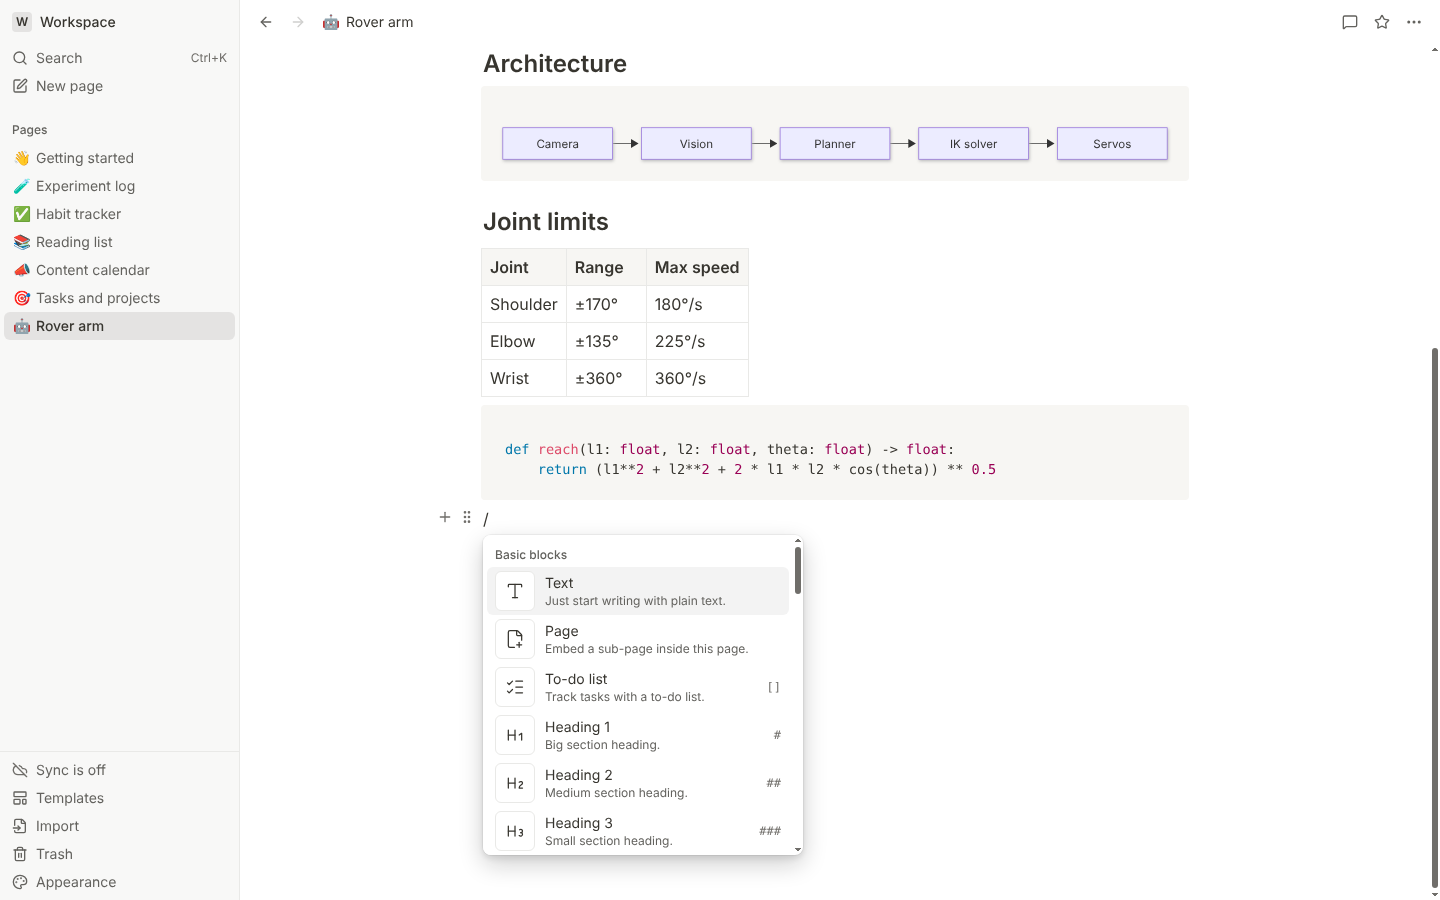 W Workspace
Search Ctrl+K
New page
Pages
Getting started
Experiment log
Habit tracker
Reading list
Content calendar
Tasks and projects
Rover arm
Sync is off
Templates
Import
Trash
Appearance
Rover arm
Architecture
Camera Vision Planner IK solver Servos
Joint limits
Joint Range Max speed
Shoulder ±170° 180°/s
Elbow ±135° 225°/s
Wrist ±360° 360°/s
def reach(l1: float, l2: float, theta: float) -> float:
return (l1**2 + l2**2 + 2 * l1 * l2 * cos(theta)) ** 0.5
/
Basic blocks
Text
Just start writing with plain text.
Page
Embed a sub-page inside this page.
To-do list
Track tasks with a to-do list. []
Heading 1
Big section heading. #
Heading 2
Medium section heading. ##
Heading 3
Small section heading. ###